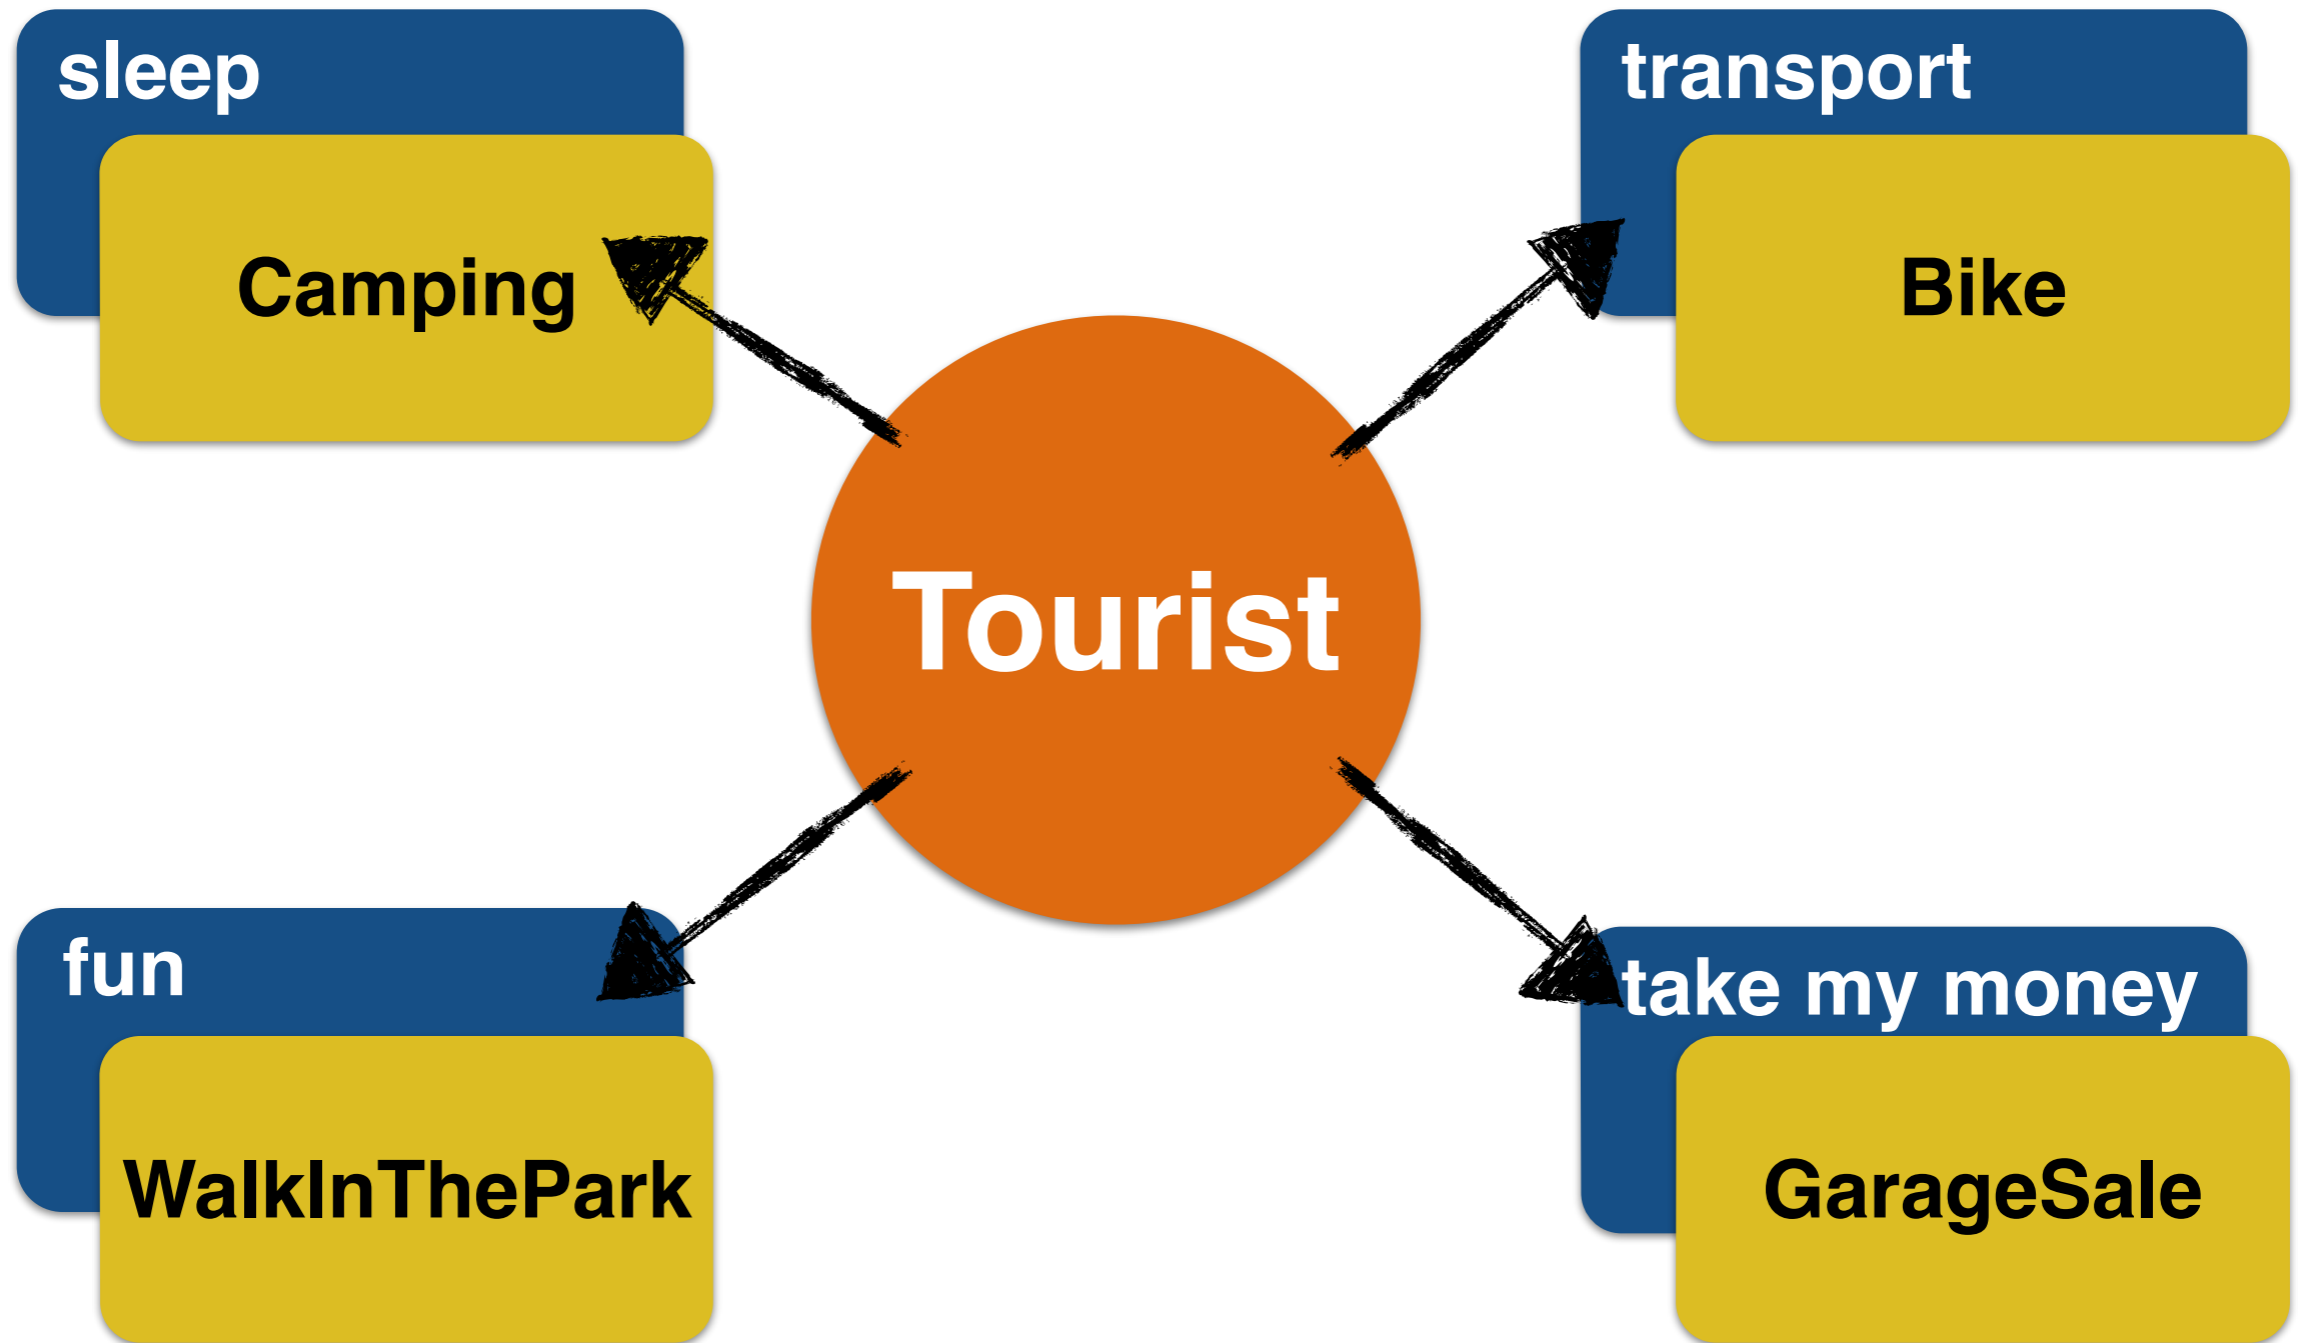 sleep
Camping
transport
Bike
Tourist
fun
WalkInThePark
take my money
GarageSale